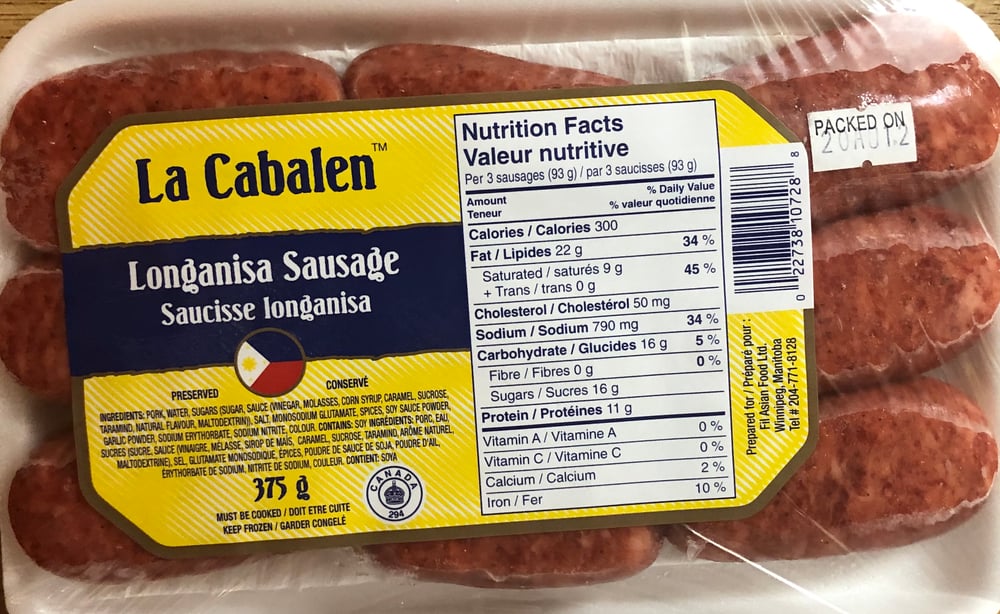 La Cabalen™
Longanisa Sausage
Saucisse longanisa
PRESERVED
CONSERVÉ
INGREDIENTS: PORK, WATER, SUGARS (SUGAR, SAUCE (VINEGAR, MOLASSES, CORN SYRUP, CARAMEL, SUCROSE,
TARAMIND, NATURAL FLAVOUR, MALTODEXTRIN)), SALT, MONOSODIUM GLUTAMATE, SPICES, SOY SAUCE POWDER,
GARLIC POWDER, SODIUM ERYTHORBATE, SODIUM NITRITE, COLOUR. CONTAINS: SOY INGRÉDIENTS: PORC, EAU,
SUCRES (SUCRE, SAUCE (VINAIGRE, MÉLASSE, SIROP DE MAIS, CARAMEL, SUCROSE, TARAMIND, ARÔME NATUREL,
MALTODEXTRINE), SEL, GLUTAMATE MONOSODIQUE, ÉPICES, POUDRE DE SAUCE DE SOJA, POUDRE D'AIL,
ÉRYTHORBATE DE SODIUM, NITRITE DE SODIUM, COULEUR. CONTIENT: SOYA
375 g
CANADA
294
MUST BE COOKED / DOIT ETRE CUITE
KEEP FROZEN / GARDER CONGELÉ
Nutrition Facts
Valeur nutritive
Per 3 sausages (93 g) / par 3 saucisses (93 g)
Amount % Daily Value
Teneur % valeur quotidienne
Calories / Calories 300
Fat / Lipides 22 g 34 %
Saturated / saturés 9 g 45 %
+ Trans / trans 0 g
Cholesterol / Cholestérol 50 mg
Sodium / Sodium 790 mg 34 %
Carbohydrate / Glucides 16 g 5 %
Fibre / Fibres 0 g 0 %
Sugars / Sucres 16 g
Protein / Protéines 11 g
Vitamin A / Vitamine A 0 %
Vitamin C / Vitamine C 0 %
Calcium / Calcium 2 %
Iron / Fer 10 %
0 22738 10728 8
Prepared for / Préparé pour :
Fil Asian Food Ltd.
Winnipeg, Manitoba
Tel # 204-771-8128
PACKED ON